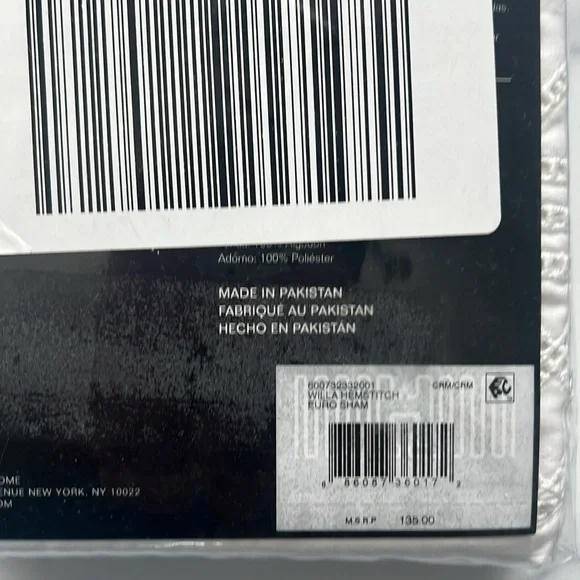 Adorno: 100% Poliéster
MADE IN PAKISTAN
FABRIQUÉ AU PAKISTAN
HECHO EN PAKISTÁN
600732332001 CRM/CRM
WILLA HEMSTITCH
EURO SHAM
OME
ENUE NEW YORK, NY 10022
OM
M.S.R.P 135.00